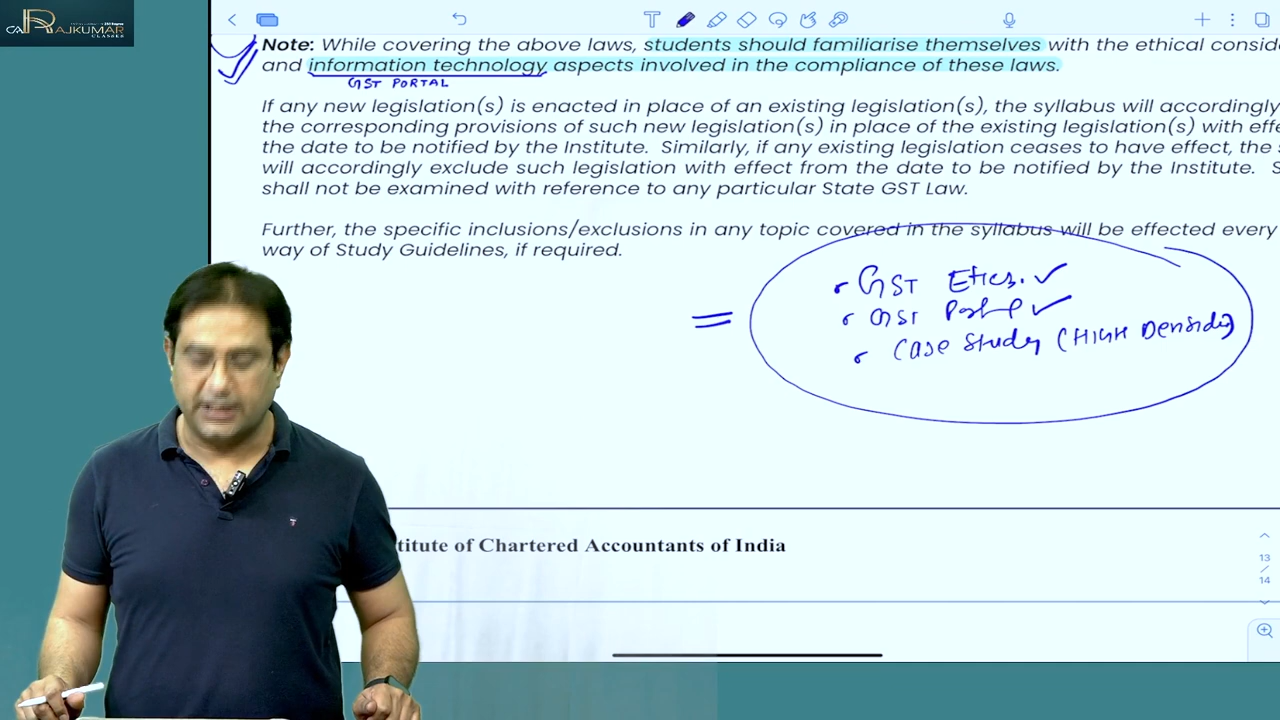 CA RAJKUMAR
CLASSES
Note: While covering the above laws, students should familiarise themselves with the ethical consid
and information technology aspects involved in the compliance of these laws.
GST PORTAL
If any new legislation(s) is enacted in place of an existing legislation(s), the syllabus will accordingly
the corresponding provisions of such new legislation(s) in place of the existing legislation(s) with effe
the date to be notified by the Institute. Similarly, if any existing legislation ceases to have effect, the s
will accordingly exclude such legislation with effect from the date to be notified by the Institute. S
shall not be examined with reference to any particular State GST Law.
Further, the specific inclusions/exclusions in any topic covered in the syllabus will be effected every
way of Study Guidelines, if required.
= • GST Ethics. ✓
• GST Portal ✓
• Case Study (HIGH
titute of Chartered Accountants of India
13
/
14